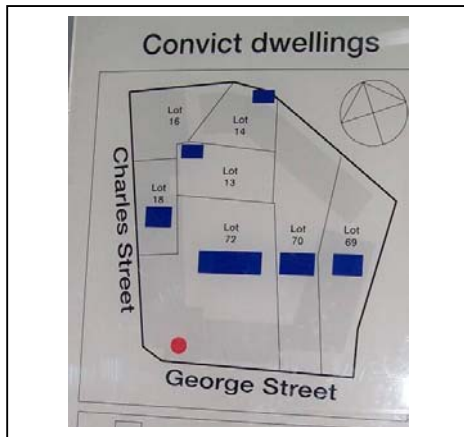 Convict dwellings
Lot
16
Lot
14
Lot
13
Lot
18
Lot
72
Lot
70
Lot
69
Charles Street
George Street